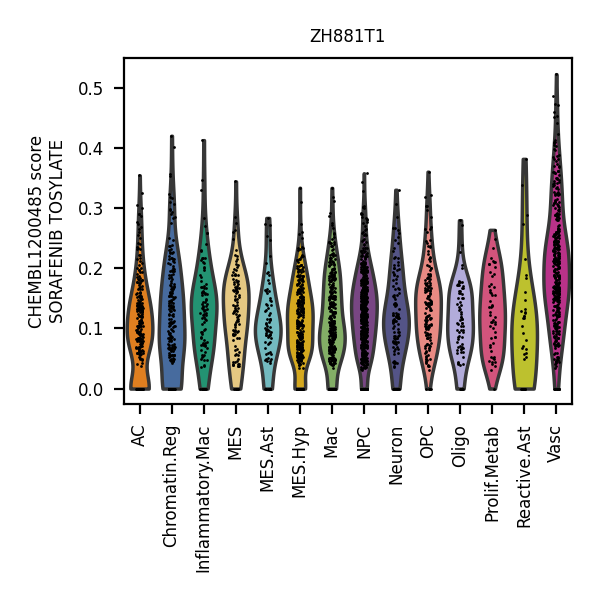 ZH881T1
CHEMBL1200485 score
SORAFENIB TOSYLATE
0.5
0.4
0.3
0.2
0.1
0.0
AC
Chromatin.Reg
Inflammatory.Mac
MES
MES.Ast
MES.Hyp
Mac
NPC
Neuron
OPC
Oligo
Prolif.Metab
Reactive.Ast
Vasc